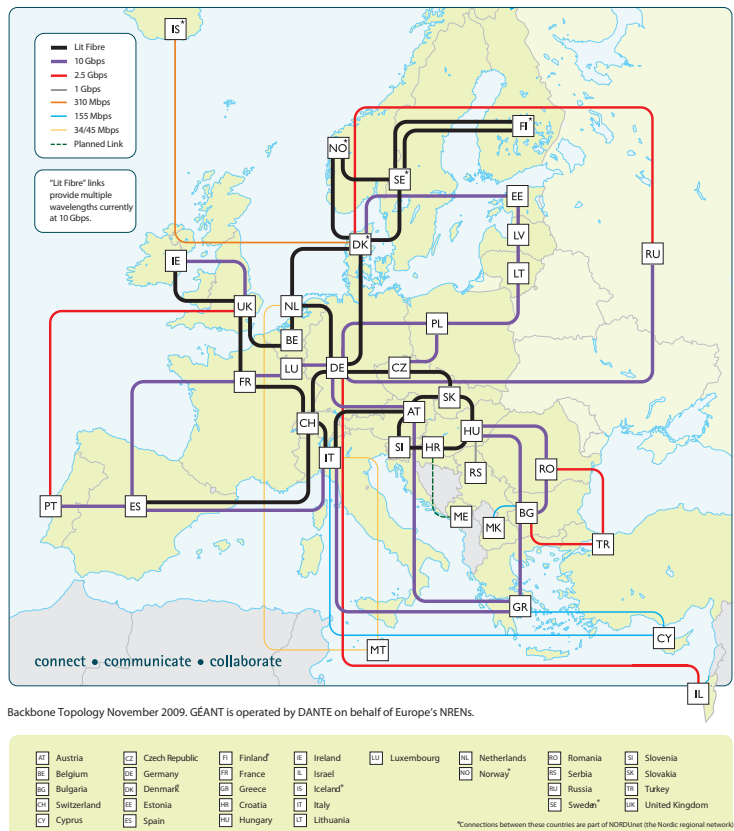 IS*
Lit Fibre
10 Gbps
2.5 Gbps
1 Gbps
310 Mbps
155 Mbps
34/45 Mbps
Planned Link
"Lit Fibre" links
provide multiple
wavelengths currently
at 10 Gbps.
FI*
NO*
SE*
EE
DK*
LV
RU
IE
LT
UK
NL
PL
BE
LU
DE
CZ
FR
SK
AT
CH
HU
SI
HR
IT
RS
RO
PT
ES
ME
MK
BG
TR
GR
CY
MT
connect • communicate • collaborate
IL
Backbone Topology November 2009. GÉANT is operated by DANTE on behalf of Europe's NRENs.
AT Austria
BE Belgium
BG Bulgaria
CH Switzerland
CY Cyprus
CZ Czech Republic
DE Germany
DK Denmark*
EE Estonia
ES Spain
FI Finland*
FR France
GR Greece
HR Croatia
HU Hungary
IE Ireland
IL Israel
IS Iceland*
IT Italy
LT Lithuania
LU Luxembourg
NL Netherlands
NO Norway*
RO Romania
RS Serbia
RU Russia
SE Sweden*
SI Slovenia
SK Slovakia
TR Turkey
UK United Kingdom
*Connections between these countries are part of NORDUnet (the Nordic regional network)